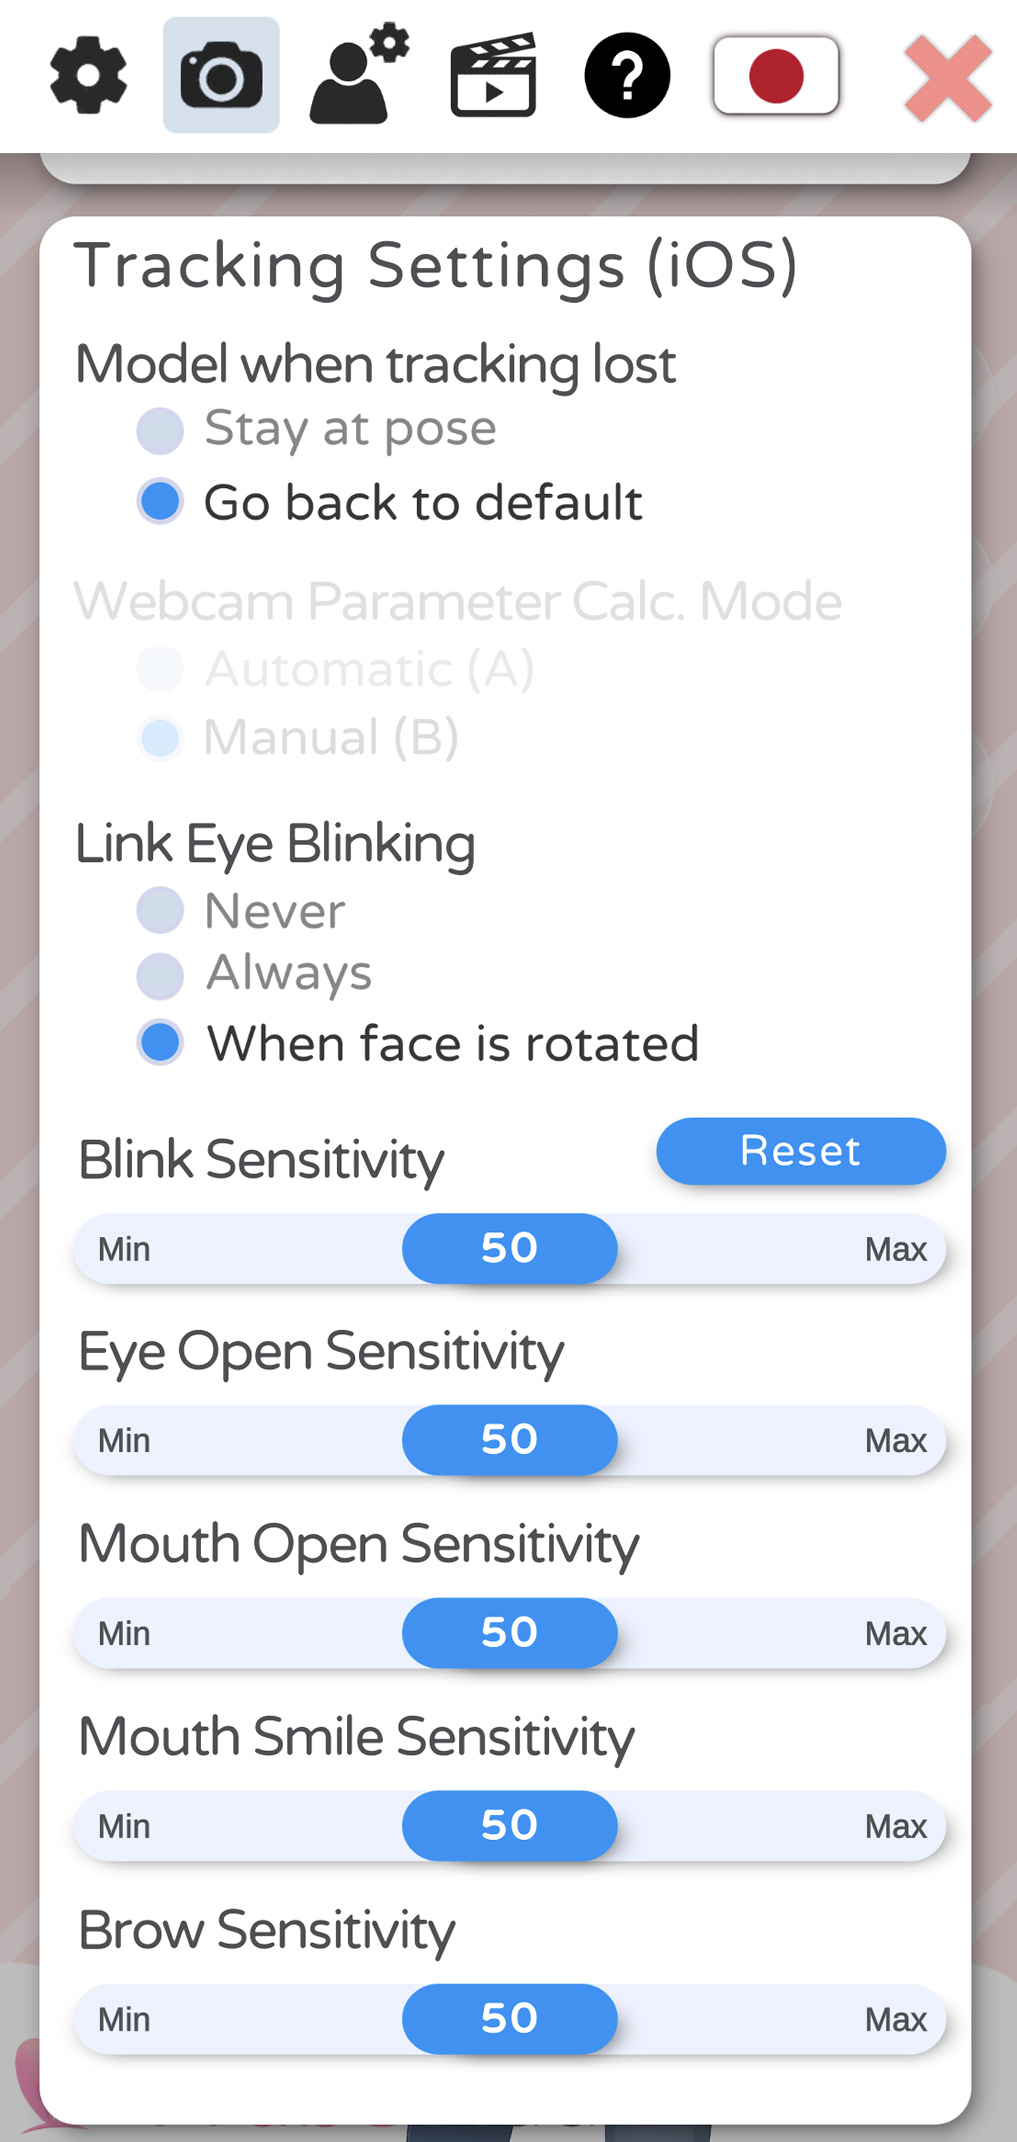 Tracking Settings (iOS)
Model when tracking lost
Stay at pose
Go back to default
Webcam Parameter Calc. Mode
Automatic (A)
Manual (B)
Link Eye Blinking
Never
Always
When face is rotated
Blink Sensitivity
Reset
Min 50 Max
Eye Open Sensitivity
Min 50 Max
Mouth Open Sensitivity
Min 50 Max
Mouth Smile Sensitivity
Min 50 Max
Brow Sensitivity
Min 50 Max